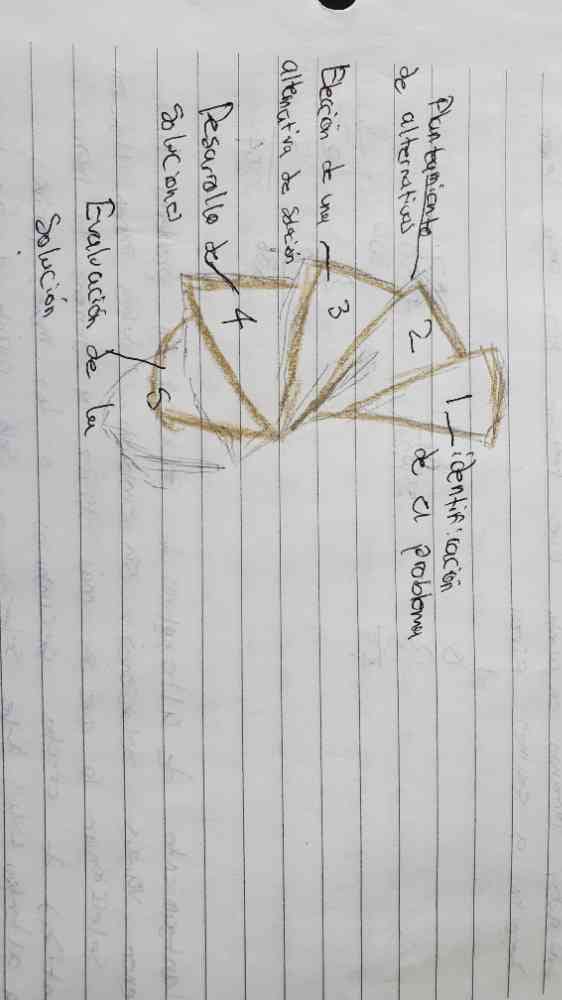 1
identificación
de el problema
2
Planteamiento
de alternativas
3
Elección de una
alternativa de solución
4
Desarrollo de
Soluciones
5
Evaluación de la
Solución